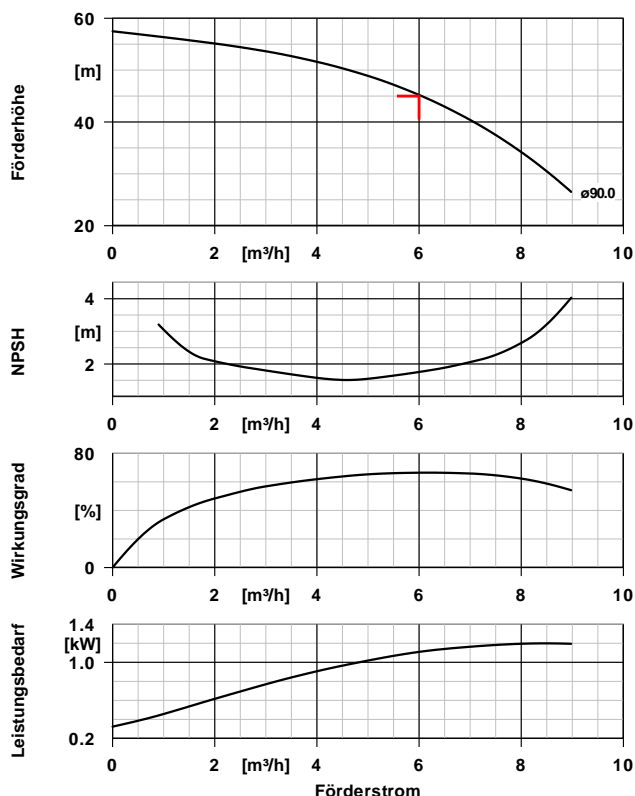 60
[m]
40
Förderhöhe
ø90.0
20
0 2 [m³/h] 4 6 8 10
4
[m]
NPSH
2
0 2 [m³/h] 4 6 8 10
80
Wirkungsgrad
[%]
0
0 2 [m³/h] 4 6 8 10
1.4
[kW]
1.0
Leistungsbedarf
0.2
0 2 [m³/h] 4 6 8 10
Förderstrom